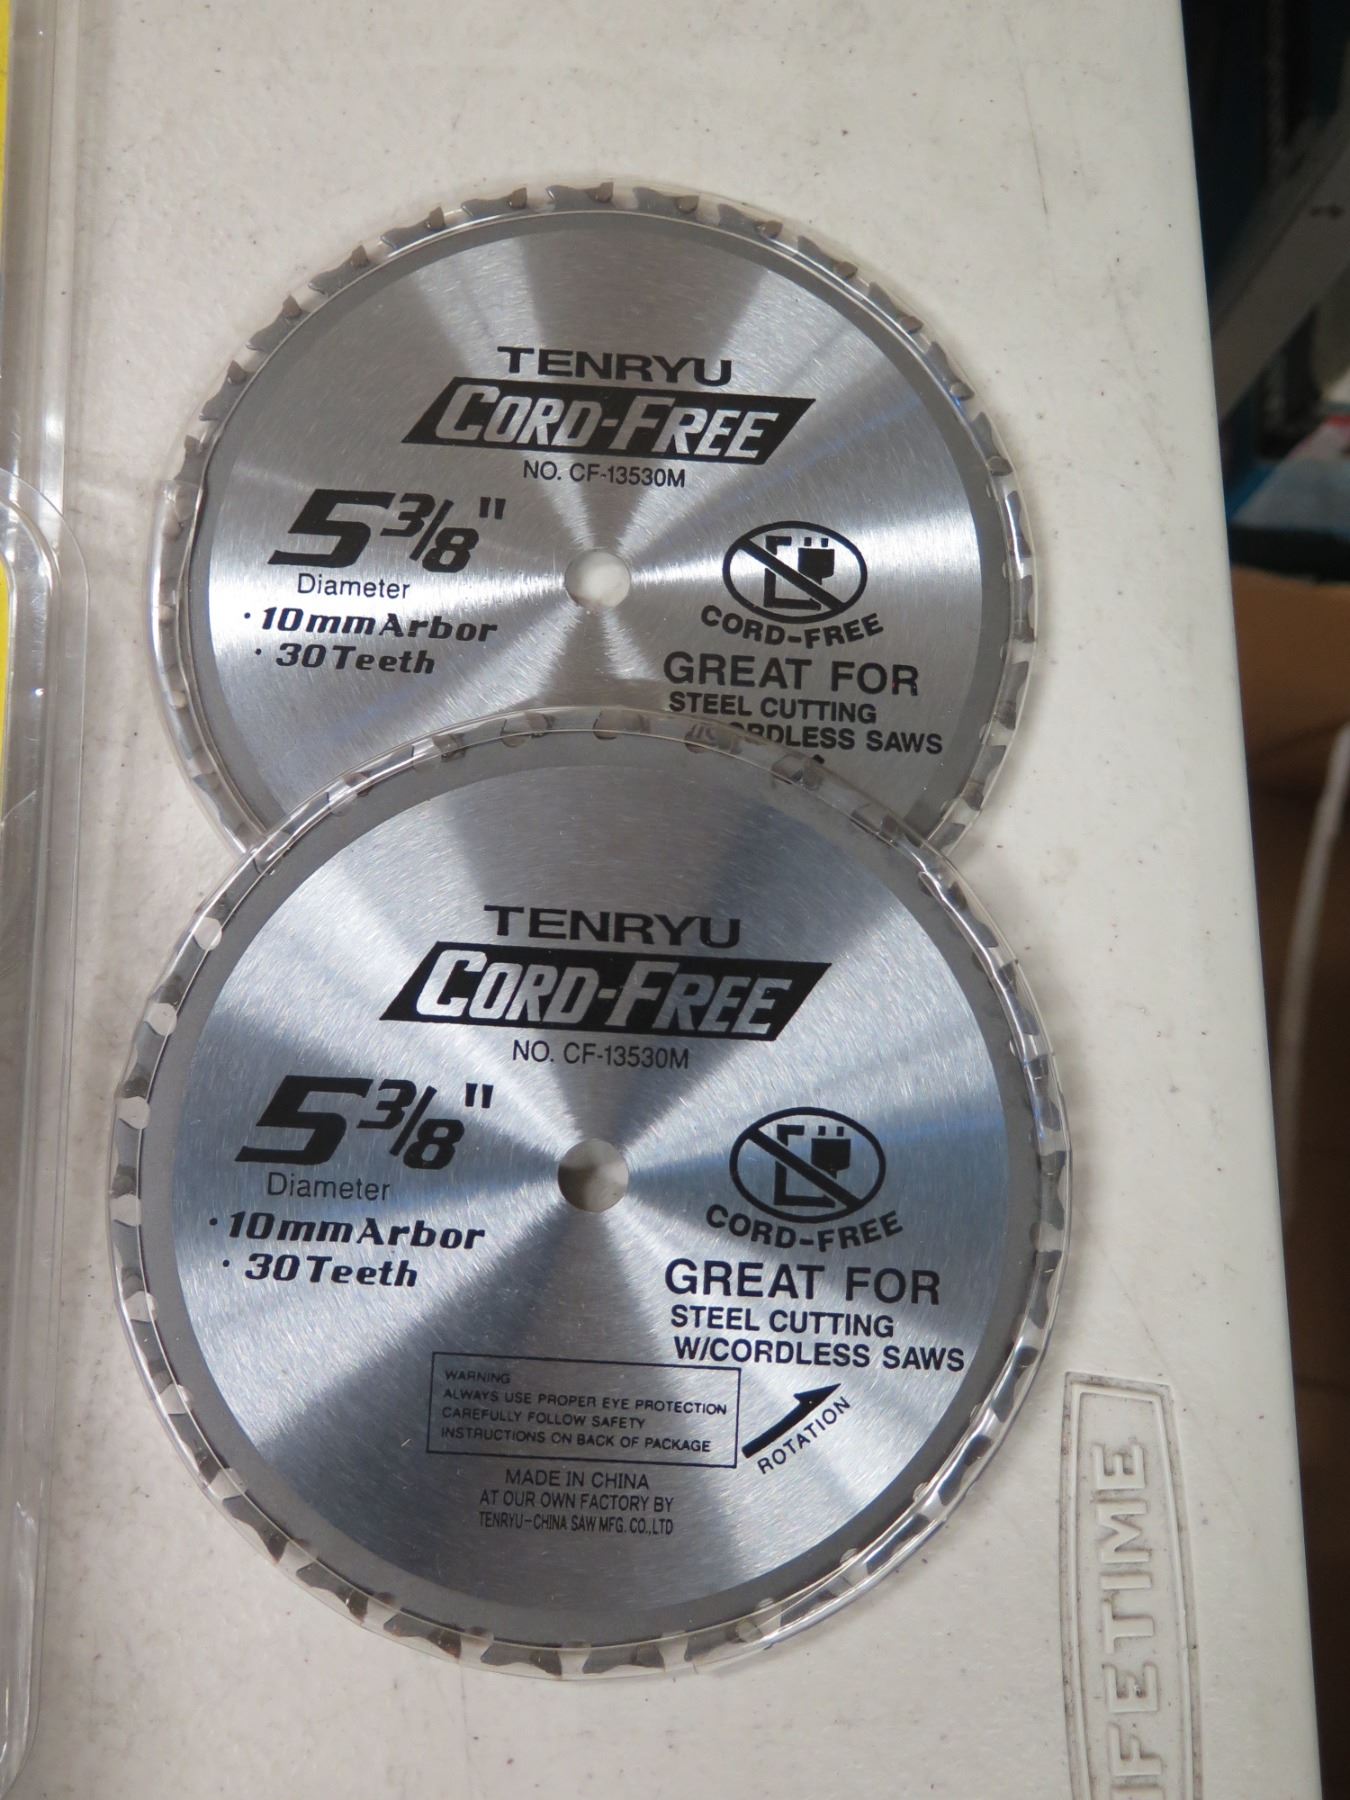 TENRYU
CORD-FREE
NO. CF-13530M
5 3/8"
Diameter
· 10mm Arbor
· 30 Teeth
CORD-FREE
GREAT FOR
STEEL CUTTING
RDLESS SAWS
TENRYU
CORD-FREE
NO. CF-13530M
5 3/8"
Diameter
· 10mm Arbor
· 30 Teeth
CORD-FREE
GREAT FOR
STEEL CUTTING
W/CORDLESS SAWS
WARNING
ALWAYS USE PROPER EYE PROTECTION
CAREFULLY FOLLOW SAFETY
INSTRUCTIONS ON BACK OF PACKAGE
ROTATION
MADE IN CHINA
AT OUR OWN FACTORY BY
TENRYU-CHINA SAW MFG. CO.,LTD
LIFETIME